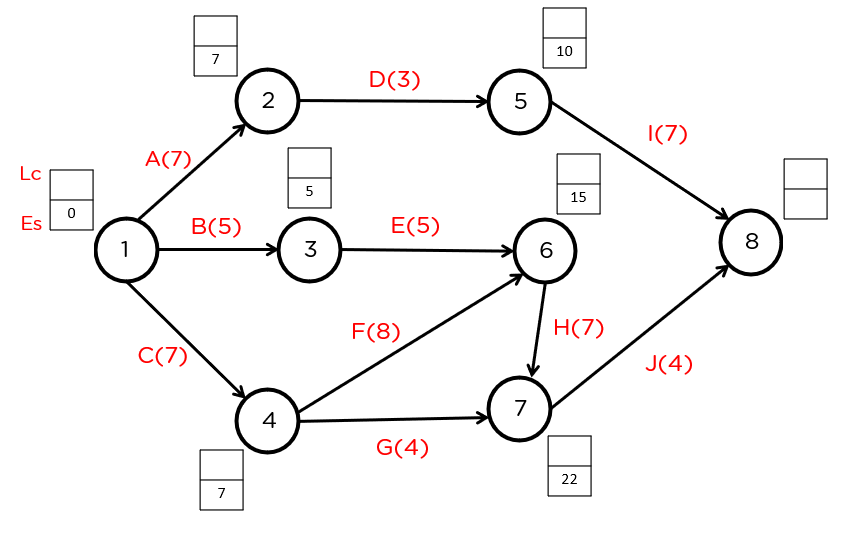 7
10
D(3)
2
5
A(7)
I(7)
Lc
5
15
0
Es
B(5)
E(5)
1
3
6
8
F(8)
H(7)
C(7)
J(4)
4
7
G(4)
7
22